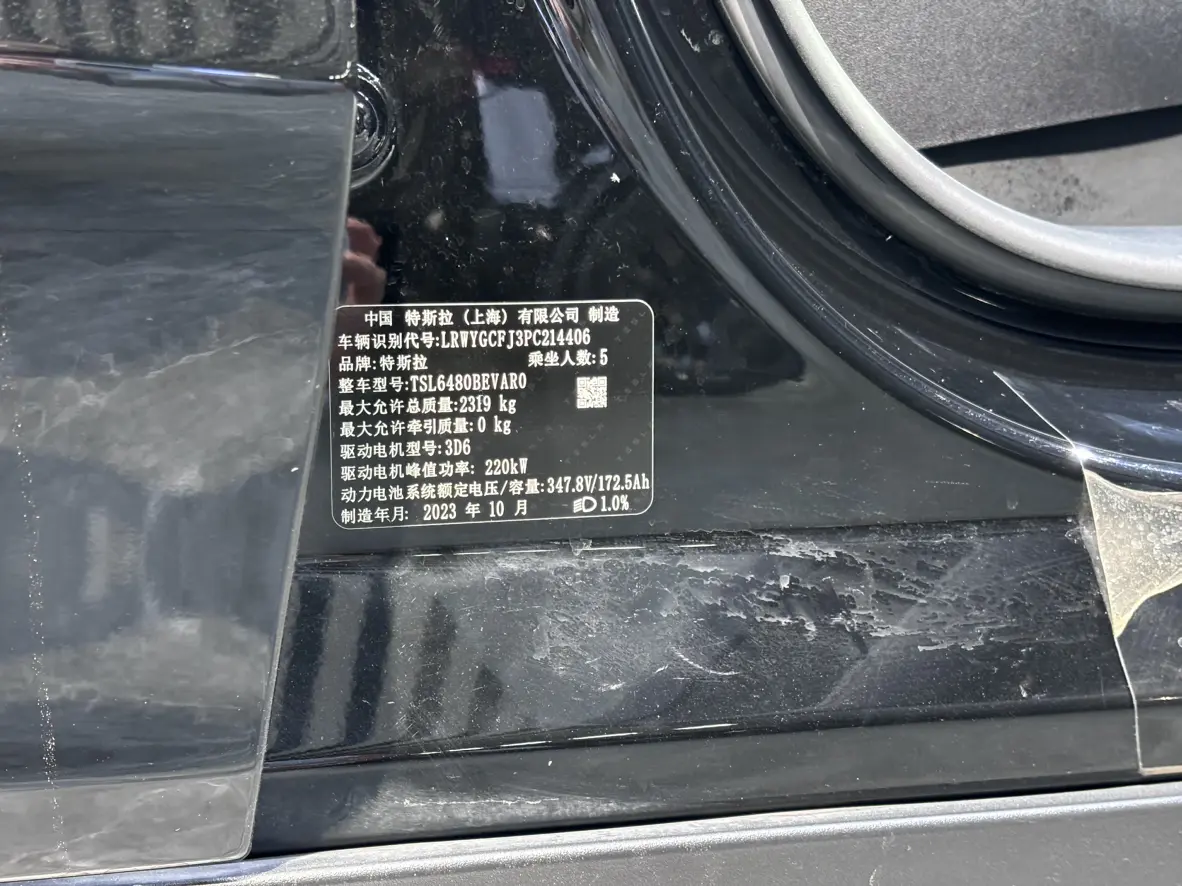 中国 特斯拉 (上海) 有限公司 制造
车辆识别代号:LRWYGCFJ3PC214406
品牌:特斯拉 乘坐人数:5
整车型号:TSL6480BEVAR0
最大允许总质量:2319 kg
最大允许牵引质量:0 kg
驱动电机型号:3D6
驱动电机峰值功率: 220kW
动力电池系统额定电压/容量:347.8V/172.5Ah
制造年月: 2023 年 10 月 1.0%